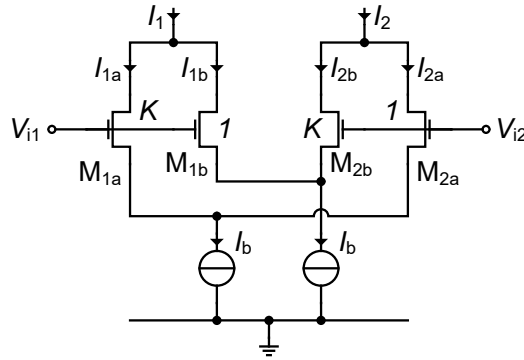 I1 I2
I1a I1b I2b I2a
K 1 K 1
Vi1 Vi2
M1a M1b M2b M2a
Ib Ib